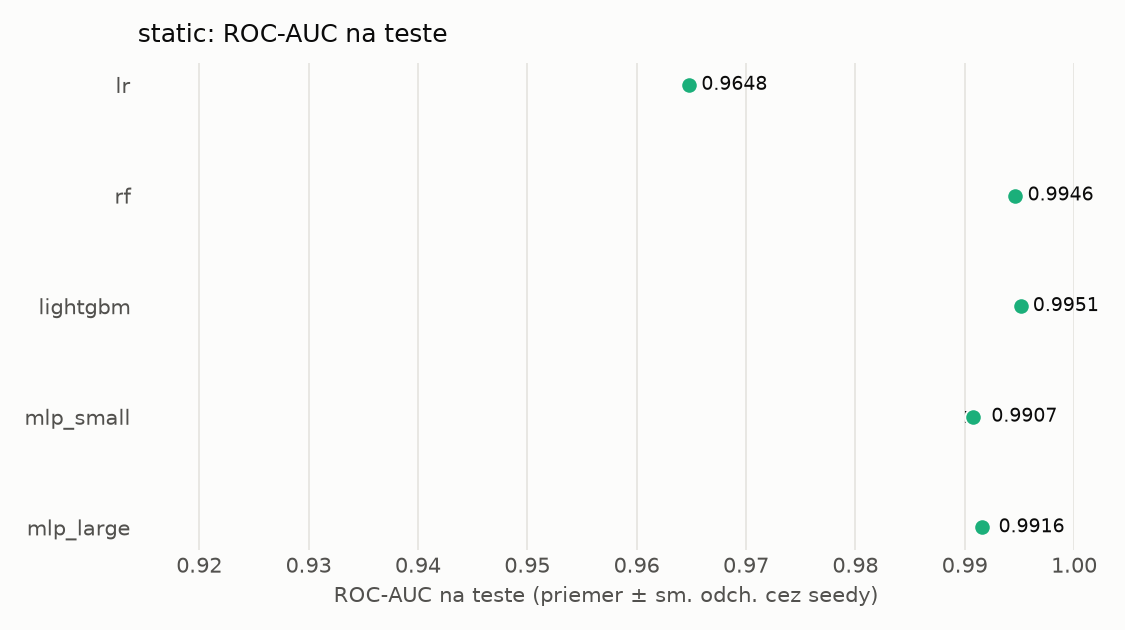 static: ROC-AUC na teste
lr
0.9648
rf
0.9946
lightgbm
0.9951
mlp_small
0.9907
mlp_large
0.9916
0.92 0.93 0.94 0.95 0.96 0.97 0.98 0.99 1.00
ROC-AUC na teste (priemer ± sm. odch. cez seedy)